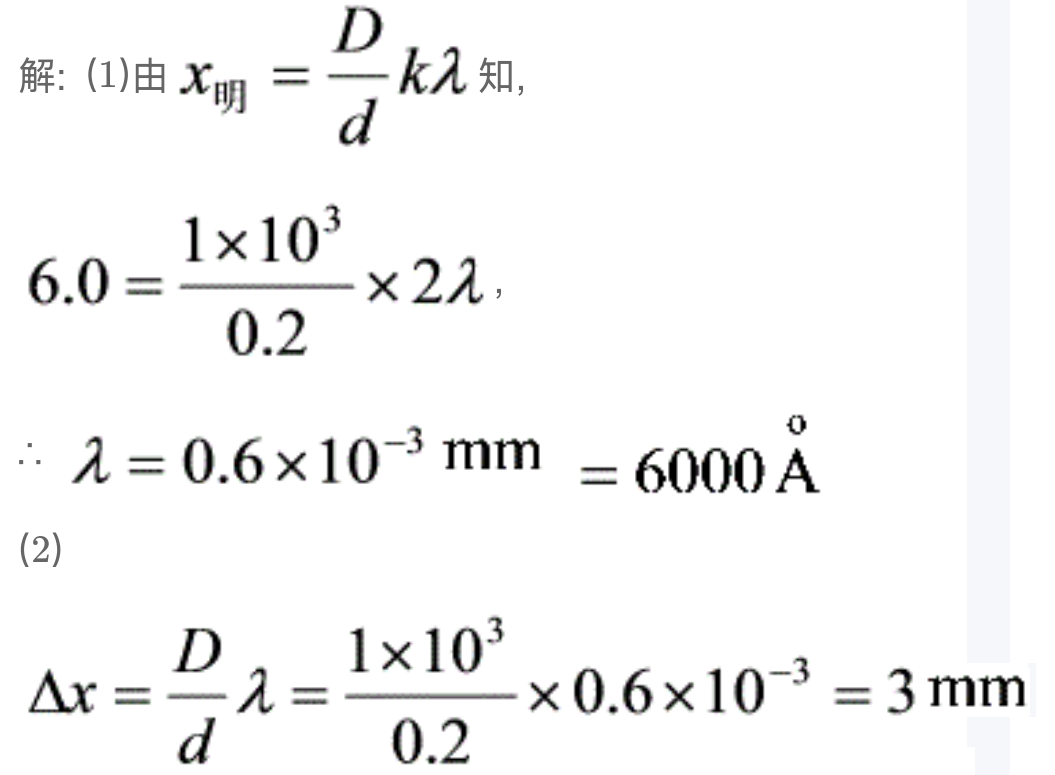 解: (1)由 x明 = D/d kλ 知,
6.0 = 1×10³/0.2 ×2λ ,
∴ λ = 0.6×10⁻³ mm = 6000 Å
(2)
Δx = D/d λ = 1×10³/0.2 ×0.6×10⁻³ = 3 mm